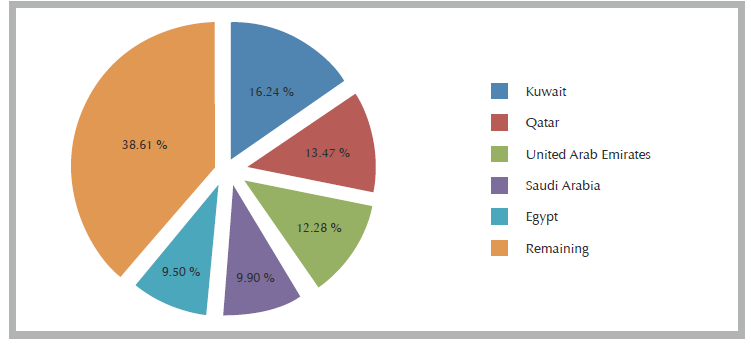 16.24 %
13.47 %
12.28 %
9.90 %
9.50 %
38.61 %
Kuwait
Qatar
United Arab Emirates
Saudi Arabia
Egypt
Remaining